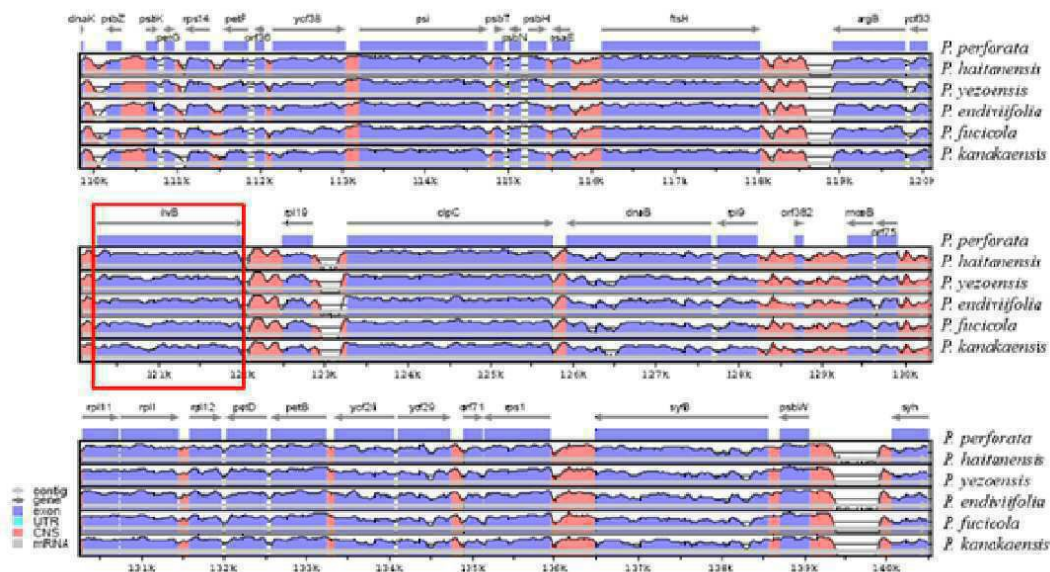 dnaK psbZ psbK petG rps14 petF orf36 ycf38 psbT psbN psbH ftsH argB ycf33
P. perforata
P. haitanensis
P. yezoensis
P. endiviifolia
P. fucicola
P. kanakaensis
110K 111K 112K 113K 114K 115K 116K 117K 118K 119K 120K
ilvB rpl19 clpC dnaB rpl9 orf382 moeB orf75
P. perforata
P. haitanensis
P. yezoensis
P. endiviifolia
P. fucicola
P. kanakaensis
121K 122K 123K 124K 125K 126K 127K 128K 129K 130K
rpl11 rpl1 rpl12 petD petB ycf29 orf71 rps1 syfB psbW syh
P. perforata
P. haitanensis
P. yezoensis
P. endiviifolia
P. fucicola
P. kanakaensis
contig
gene
exon
UTR
CNS
mRNA
131K 132K 133K 134K 135K 136K 137K 138K 139K 140K